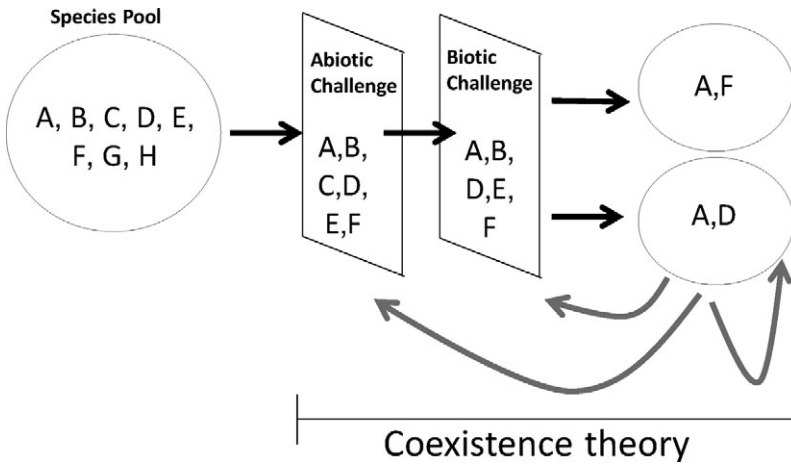 Species Pool
A, B, C, D, E,
F, G, H
Abiotic
Challenge
A,B,
C,D,
E,F
Biotic
Challenge
A,B,
D,E,
F
A,F
A,D
Coexistence theory